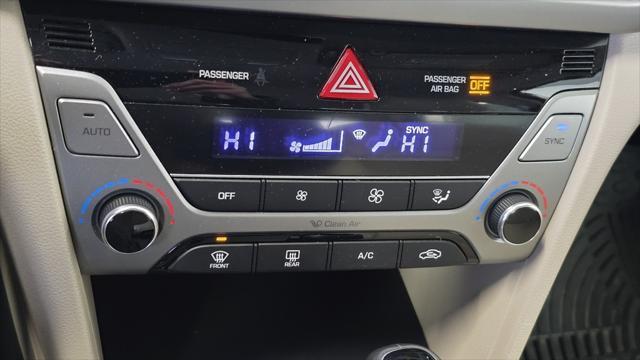 PASSENGER
PASSENGER AIR BAG OFF
AUTO
HI
SYNC
HI
SYNC
OFF
Clean Air
FRONT
REAR
A/C